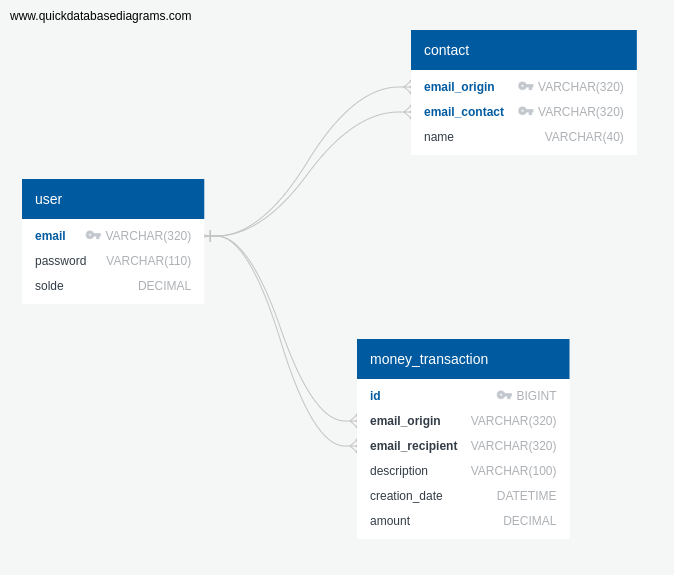 www.quickdatabasediagrams.com
contact
email_origin VARCHAR(320)
email_contact VARCHAR(320)
name VARCHAR(40)
user
email VARCHAR(320)
password VARCHAR(110)
solde DECIMAL
money_transaction
id BIGINT
email_origin VARCHAR(320)
email_recipient VARCHAR(320)
description VARCHAR(100)
creation_date DATETIME
amount DECIMAL